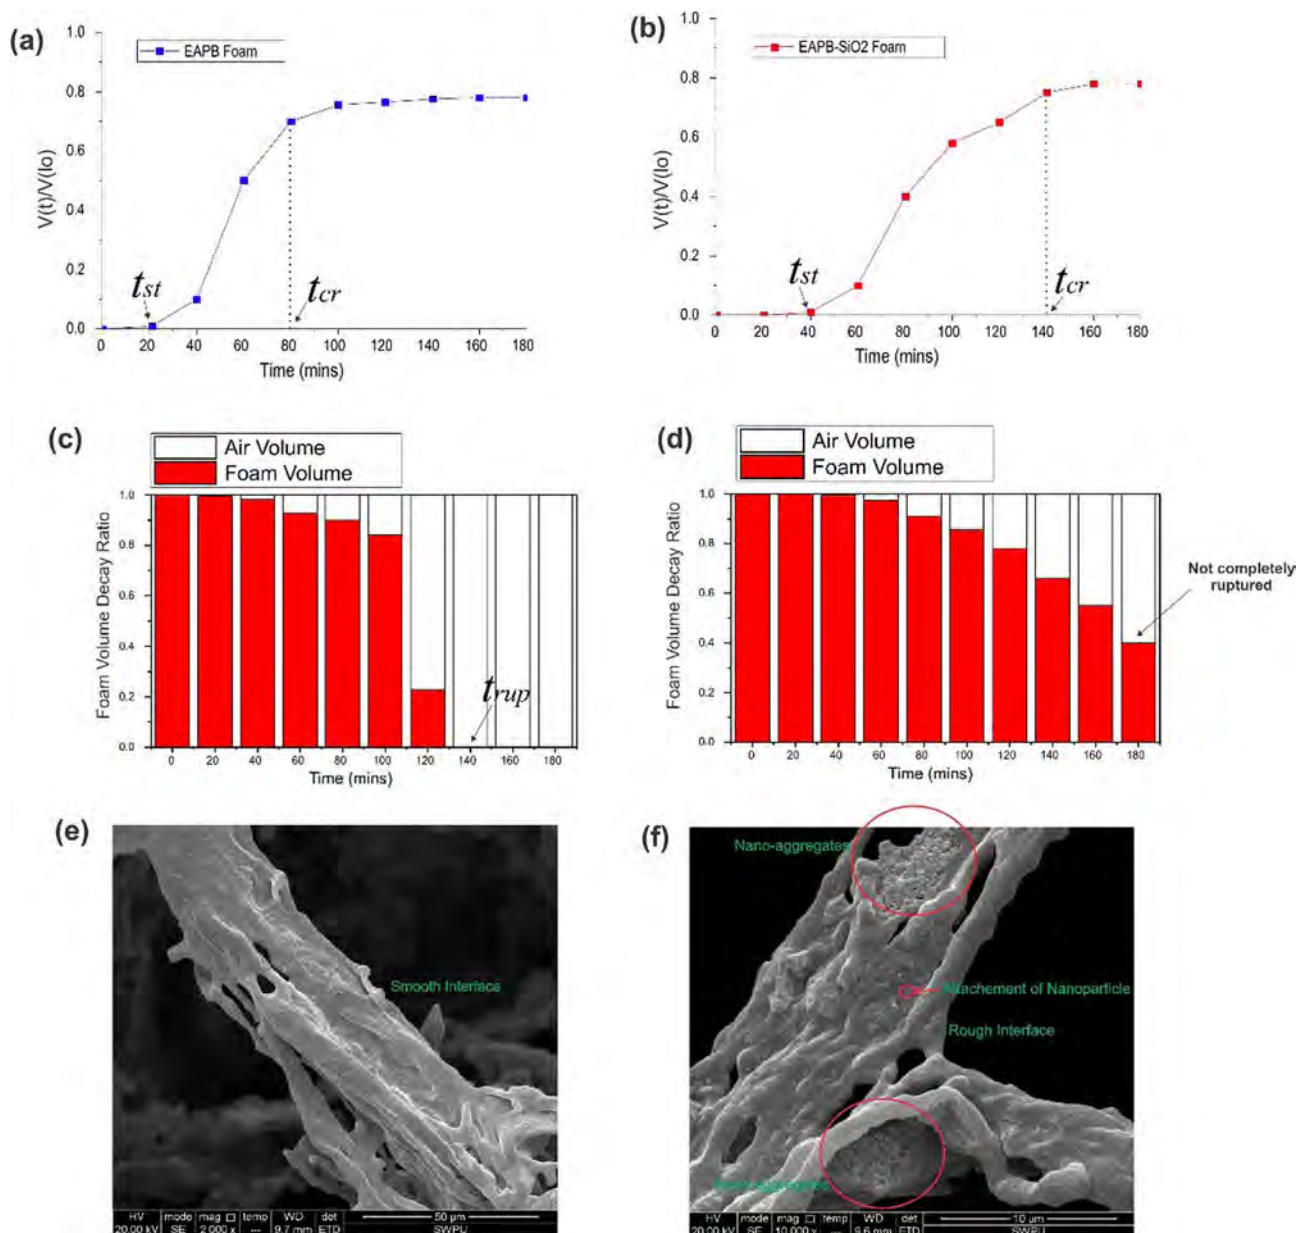 (a)
EAPB Foam
V(t)/V(lo)
0.8
0.6
0.4
0.2
0.0
tst
tcr
0 20 40 60 80 100 120 140 160 180
Time (mins)
(b)
EAPB-SiO2 Foam
V(t)/V(lo)
0.8
0.6
0.4
0.2
0.0
tst
tcr
0 20 40 60 80 100 120 140 160 180
Time (mins)
(c)
Air Volume
Foam Volume
Foam Volume Decay Ratio
1.0
0.8
0.6
0.4
0.2
0.0
trup
0 20 40 60 80 100 120 140 160 180
Time (mins)
(d)
Air Volume
Foam Volume
Foam Volume Decay Ratio
1.0
0.8
0.6
0.4
0.2
0.0
Not completely
ruptured
0 20 40 60 80 100 120 140 160 180
Time (mins)
(e)
Smooth Interface
HV mode mag temp WD det
20.00 kV SE 2 000 x --- 9.7 mm ETD
50 µm
SWPU
(f)
Nano-aggregates
Attachement of Nanoparticle
Rough Interface
Nano-aggregates
HV mode mag temp WD det
20.00 kV SE 10 000 x --- 9.6 mm ETD
10 µm
SWPU